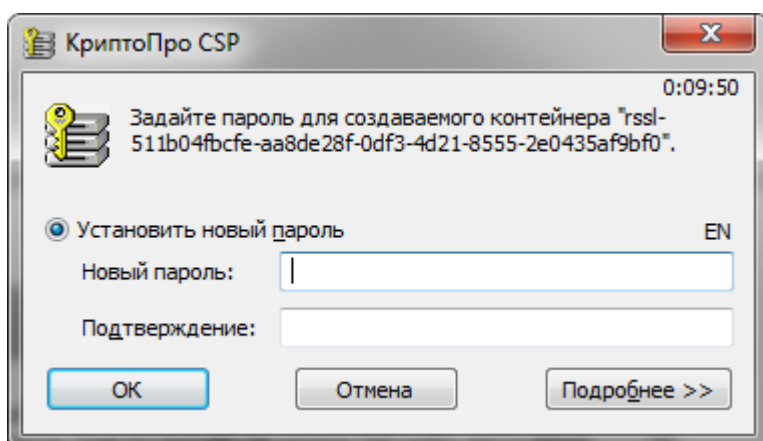 КриптоПро CSP
0:09:50
Задайте пароль для создаваемого контейнера "rssl-
511b04fbcfe-aa8de28f-0df3-4d21-8555-2e0435af9bf0".
Установить новый пароль EN
Новый пароль:
Подтверждение:
ОК Отмена Подробнее >>